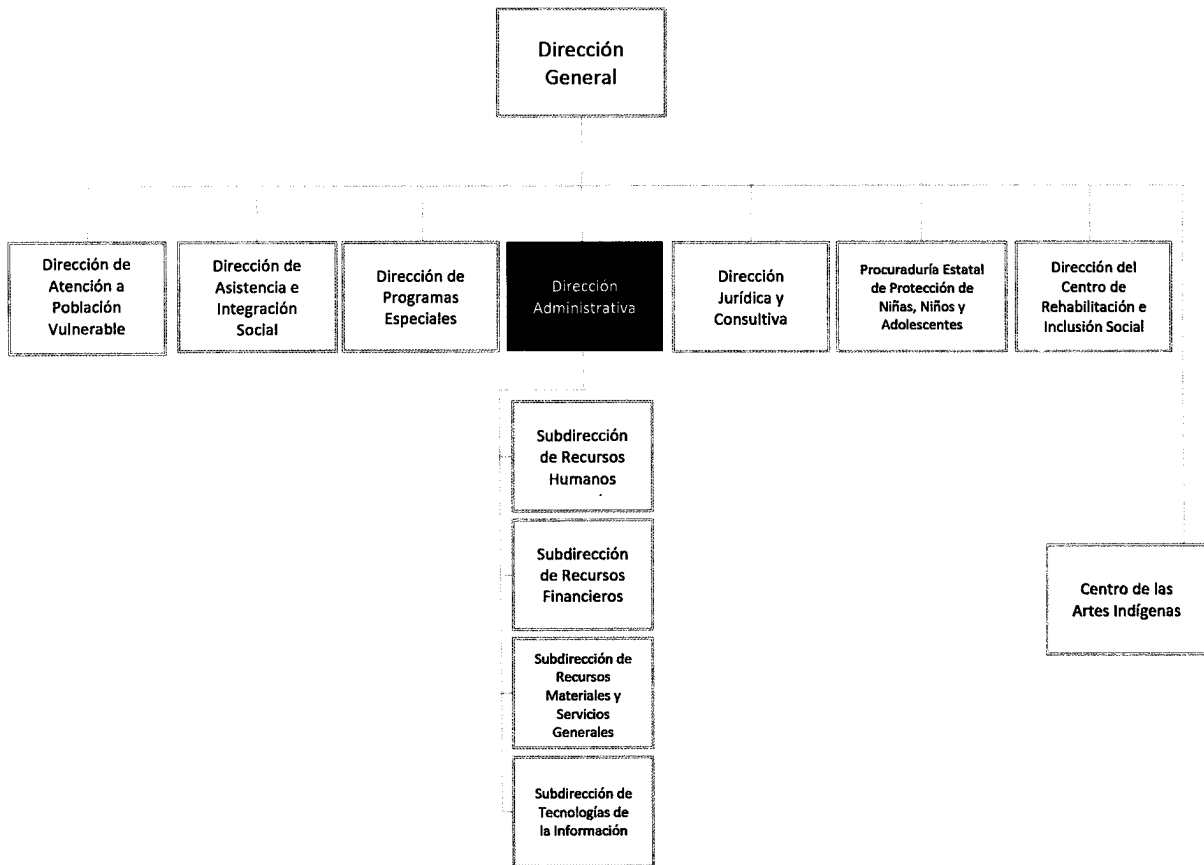 Dirección
General
Dirección de
Atención a
Población
Vulnerable
Dirección de
Asistencia e
Integración
Social
Dirección de
Programas
Especiales
Dirección
Administrativa
Dirección
Jurídica y
Consultiva
Procuraduría Estatal
de Protección de
Niñas, Niños y
Adolescentes
Dirección del
Centro de
Rehabilitación e
Inclusión Social
Subdirección
de Recursos
Humanos
Subdirección
de Recursos
Financieros
Subdirección de
Recursos
Materiales y
Servicios
Generales
Subdirección de
Tecnologías de
la Información
Centro de las
Artes Indígenas